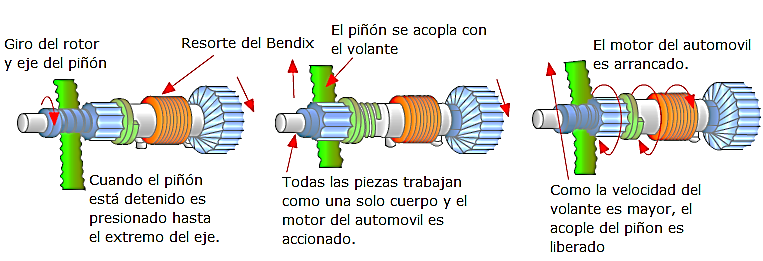 Giro del rotor
y eje del piñón
Resorte del Bendix
Cuando el piñón
está detenido es
presionado hasta
el extremo del eje.
El piñón se acopla con
el volante
Todas las piezas trabajan
como una solo cuerpo y el
motor del automovil es
accionado.
El motor del automovil
es arrancado.
Como la velocidad del
volante es mayor, el
acople del piñon es
liberado